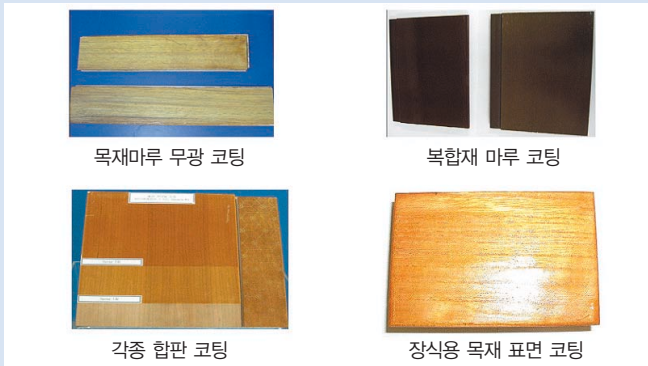 목재마루 무광 코팅
복합재 마루 코팅
각종 합판 코팅
장식용 목재 표면 코팅